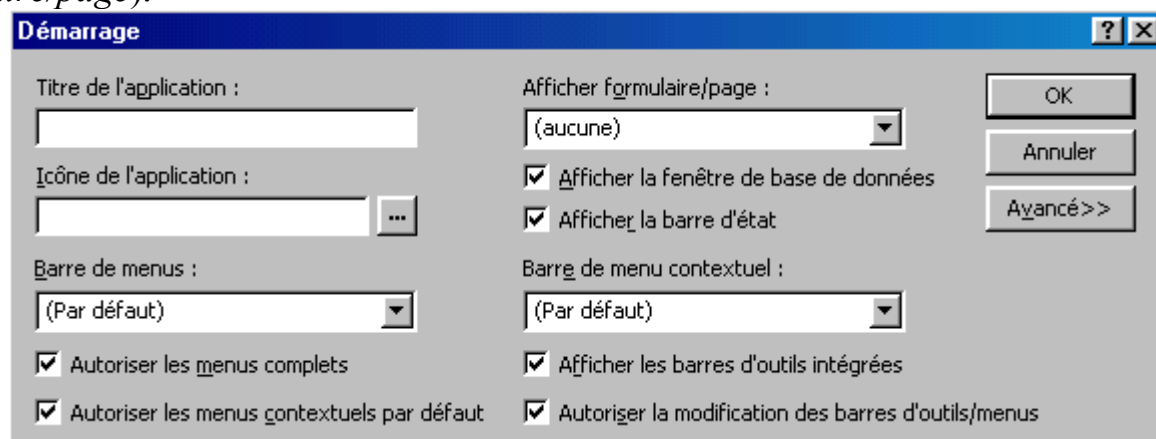 /page).
Démarrage
Titre de l'application :
Afficher formulaire/page :
OK
(aucune)
Annuler
Icône de l'application :
Afficher la fenêtre de base de données
...
Afficher la barre d'état
Avancé>>
Barre de menus :
Barre de menu contextuel :
(Par défaut)
(Par défaut)
Autoriser les menus complets
Afficher les barres d'outils intégrées
Autoriser les menus contextuels par défaut
Autoriser la modification des barres d'outils/menus